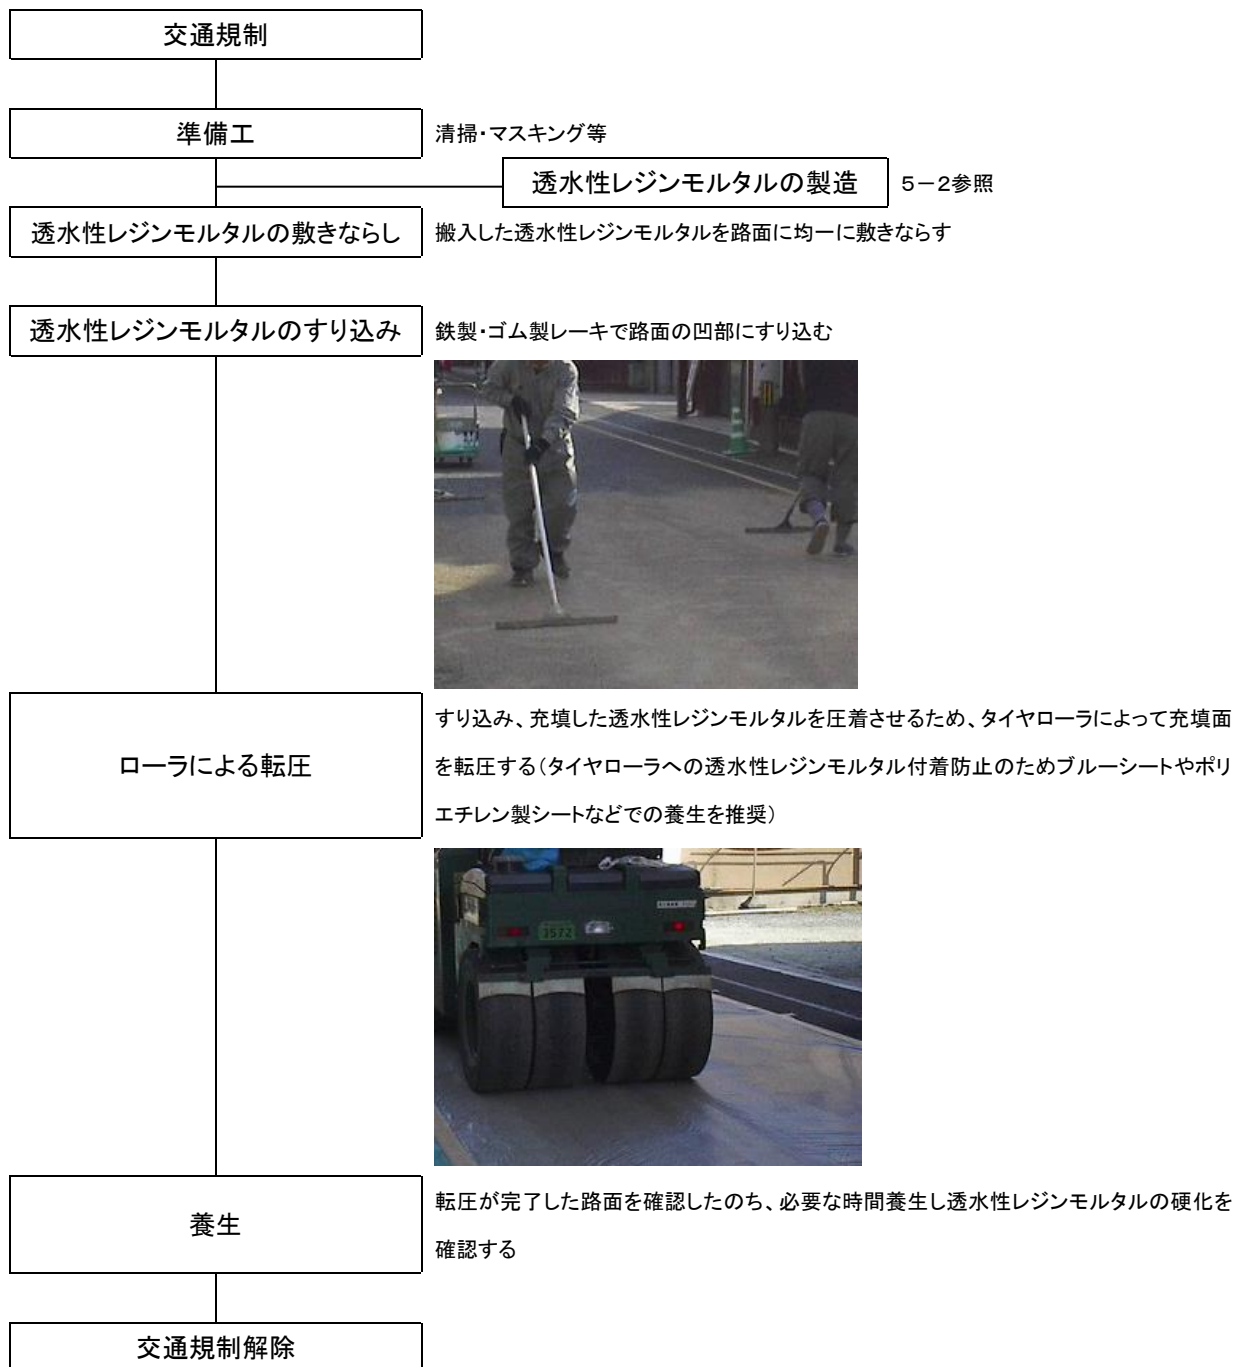 交通規制
準備工
清掃・マスキング等
透水性レジンモルタルの製造
5－2参照
透水性レジンモルタルの敷きならし
搬入した透水性レジンモルタルを路面に均一に敷きならす
透水性レジンモルタルのすり込み
鉄製・ゴム製レーキで路面の凹部にすり込む
ローラによる転圧
すり込み、充填した透水性レジンモルタルを圧着させるため、タイヤローラによって充填面
を転圧する（タイヤローラへの透水性レジンモルタル付着防止のためブルーシートやポリ
エチレン製シートなどでの養生を推奨）
養生
転圧が完了した路面を確認したのち、必要な時間養生し透水性レジンモルタルの硬化を
確認する
交通規制解除